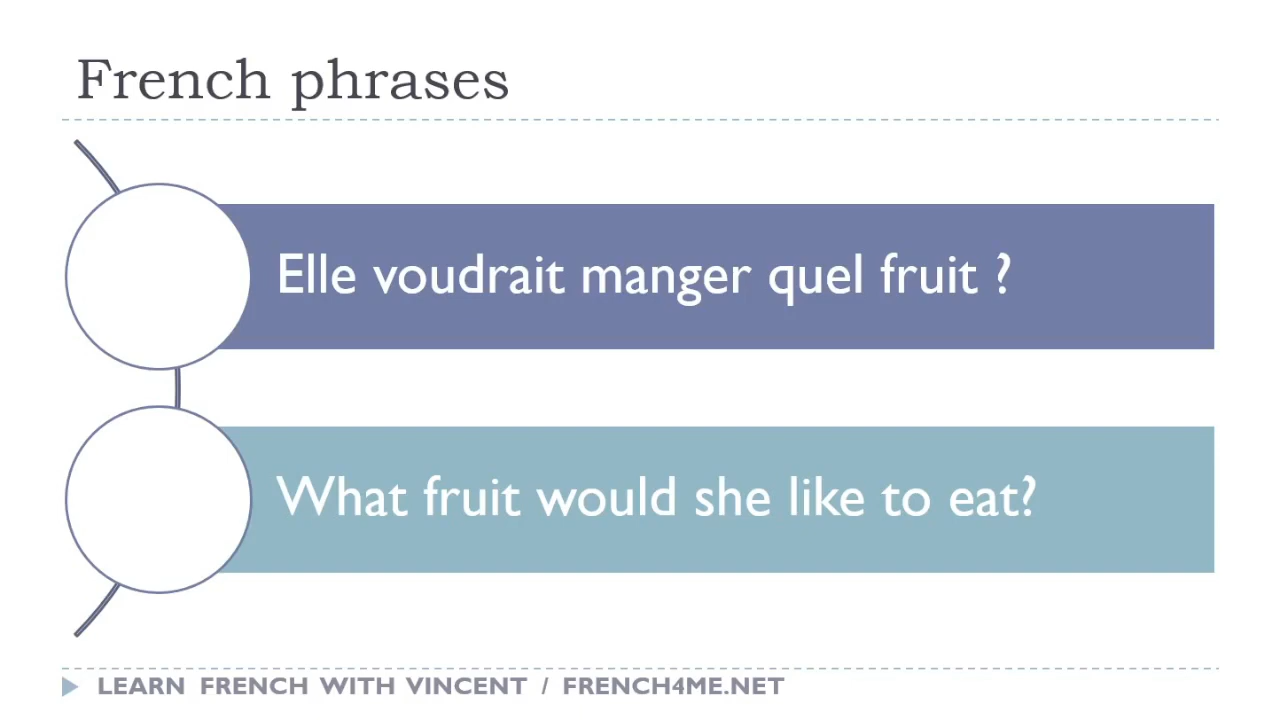 French phrases
Elle voudrait manger quel fruit ?
What fruit would she like to eat?
LEARN FRENCH WITH VINCENT / FRENCH4ME.NET